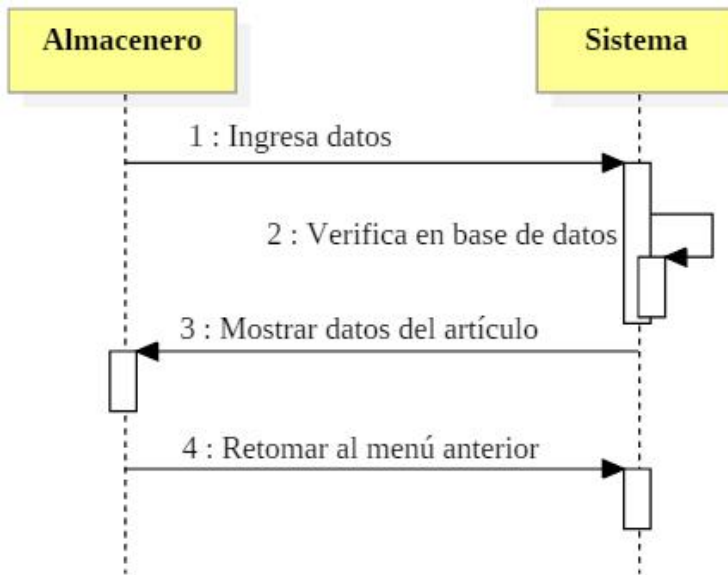 Almacenero
Sistema
1 : Ingresa datos
2 : Verifica en base de datos
3 : Mostrar datos del artículo
4 : Retomar al menú anterior